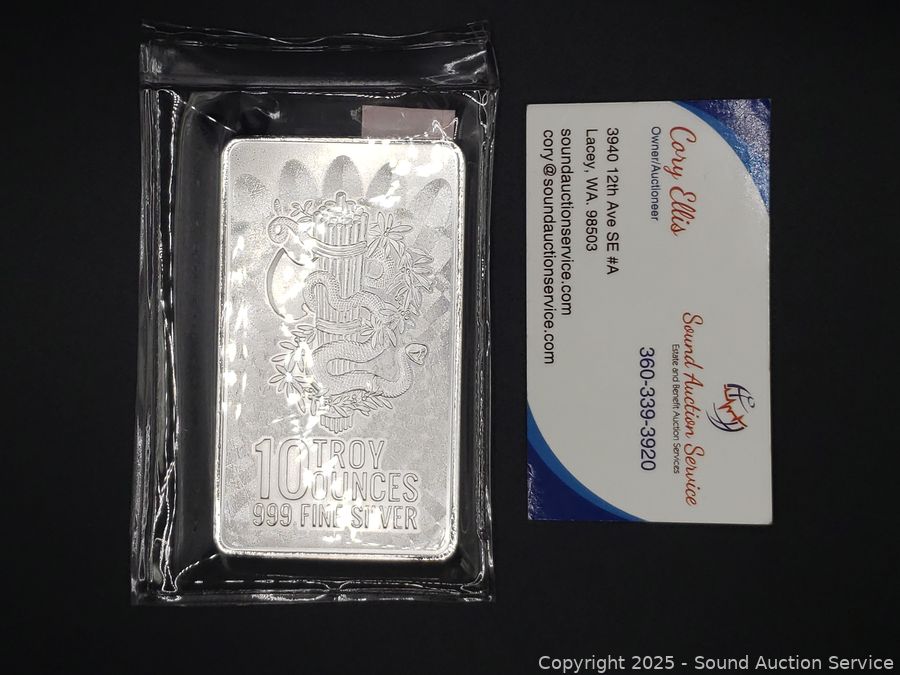 10 TROY
OUNCES
999 FINE SILVER
Cory Ellis
Owner/Auctioneer
3940 12th Ave SE #A
Lacey, WA. 98503
soundauctionservice.com
cory@soundauctionservice.com
Sound Auction Service
Estate and Benefit Auction Services
360-339-3920
Copyright 2025 - Sound Auction Service